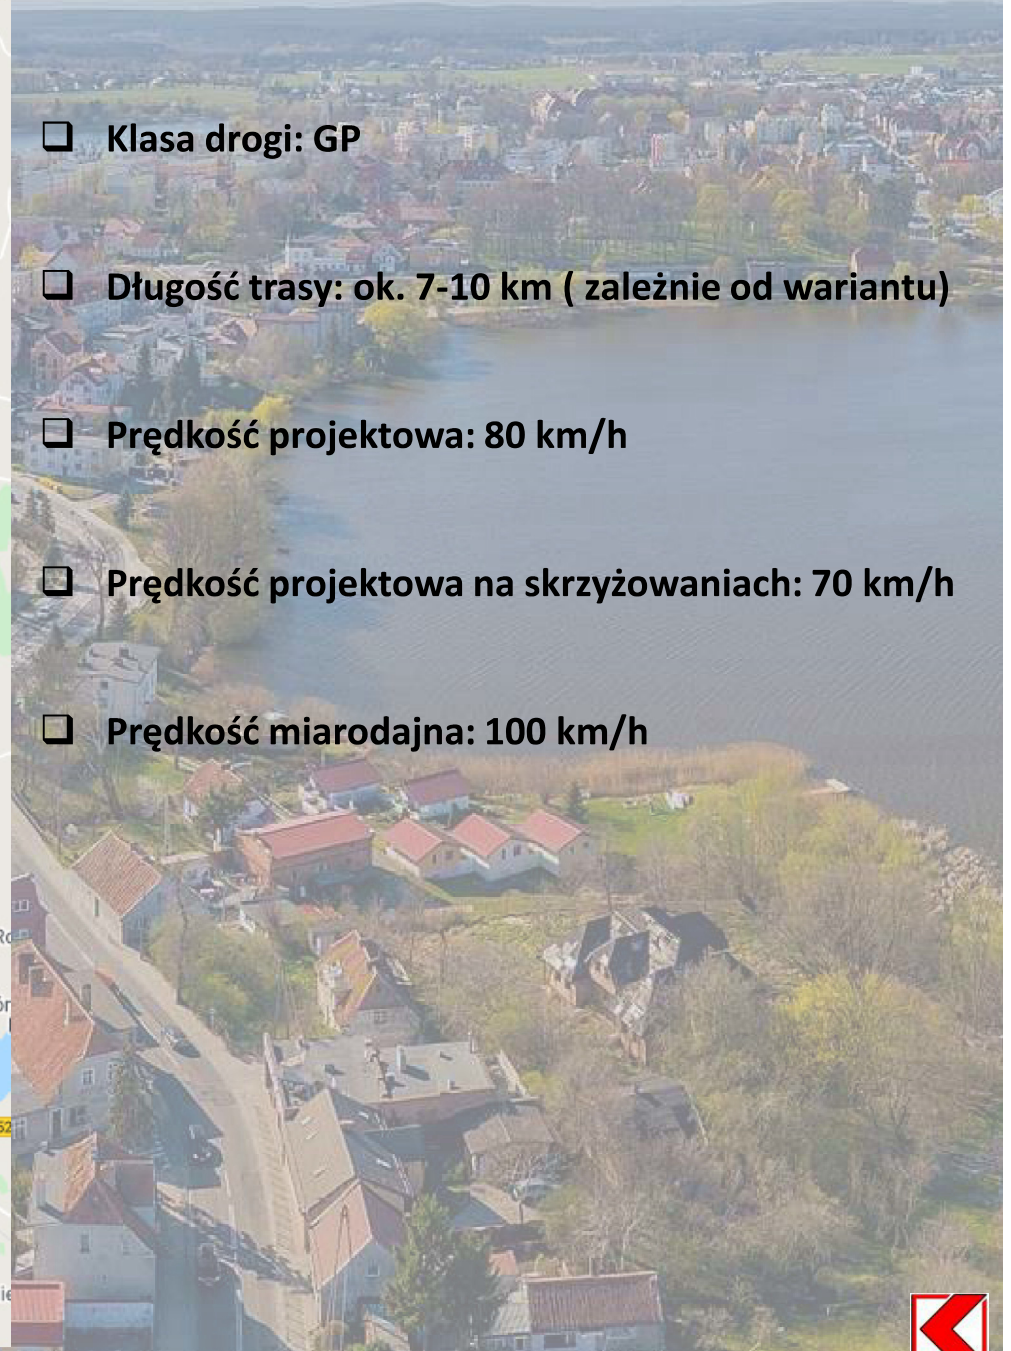 Klasa drogi: GP
Długość trasy: ok. 7-10 km ( zależnie od wariantu)
Prędkość projektowa: 80 km/h
Prędkość projektowa na skrzyżowaniach: 70 km/h
Prędkość miarodajna: 100 km/h